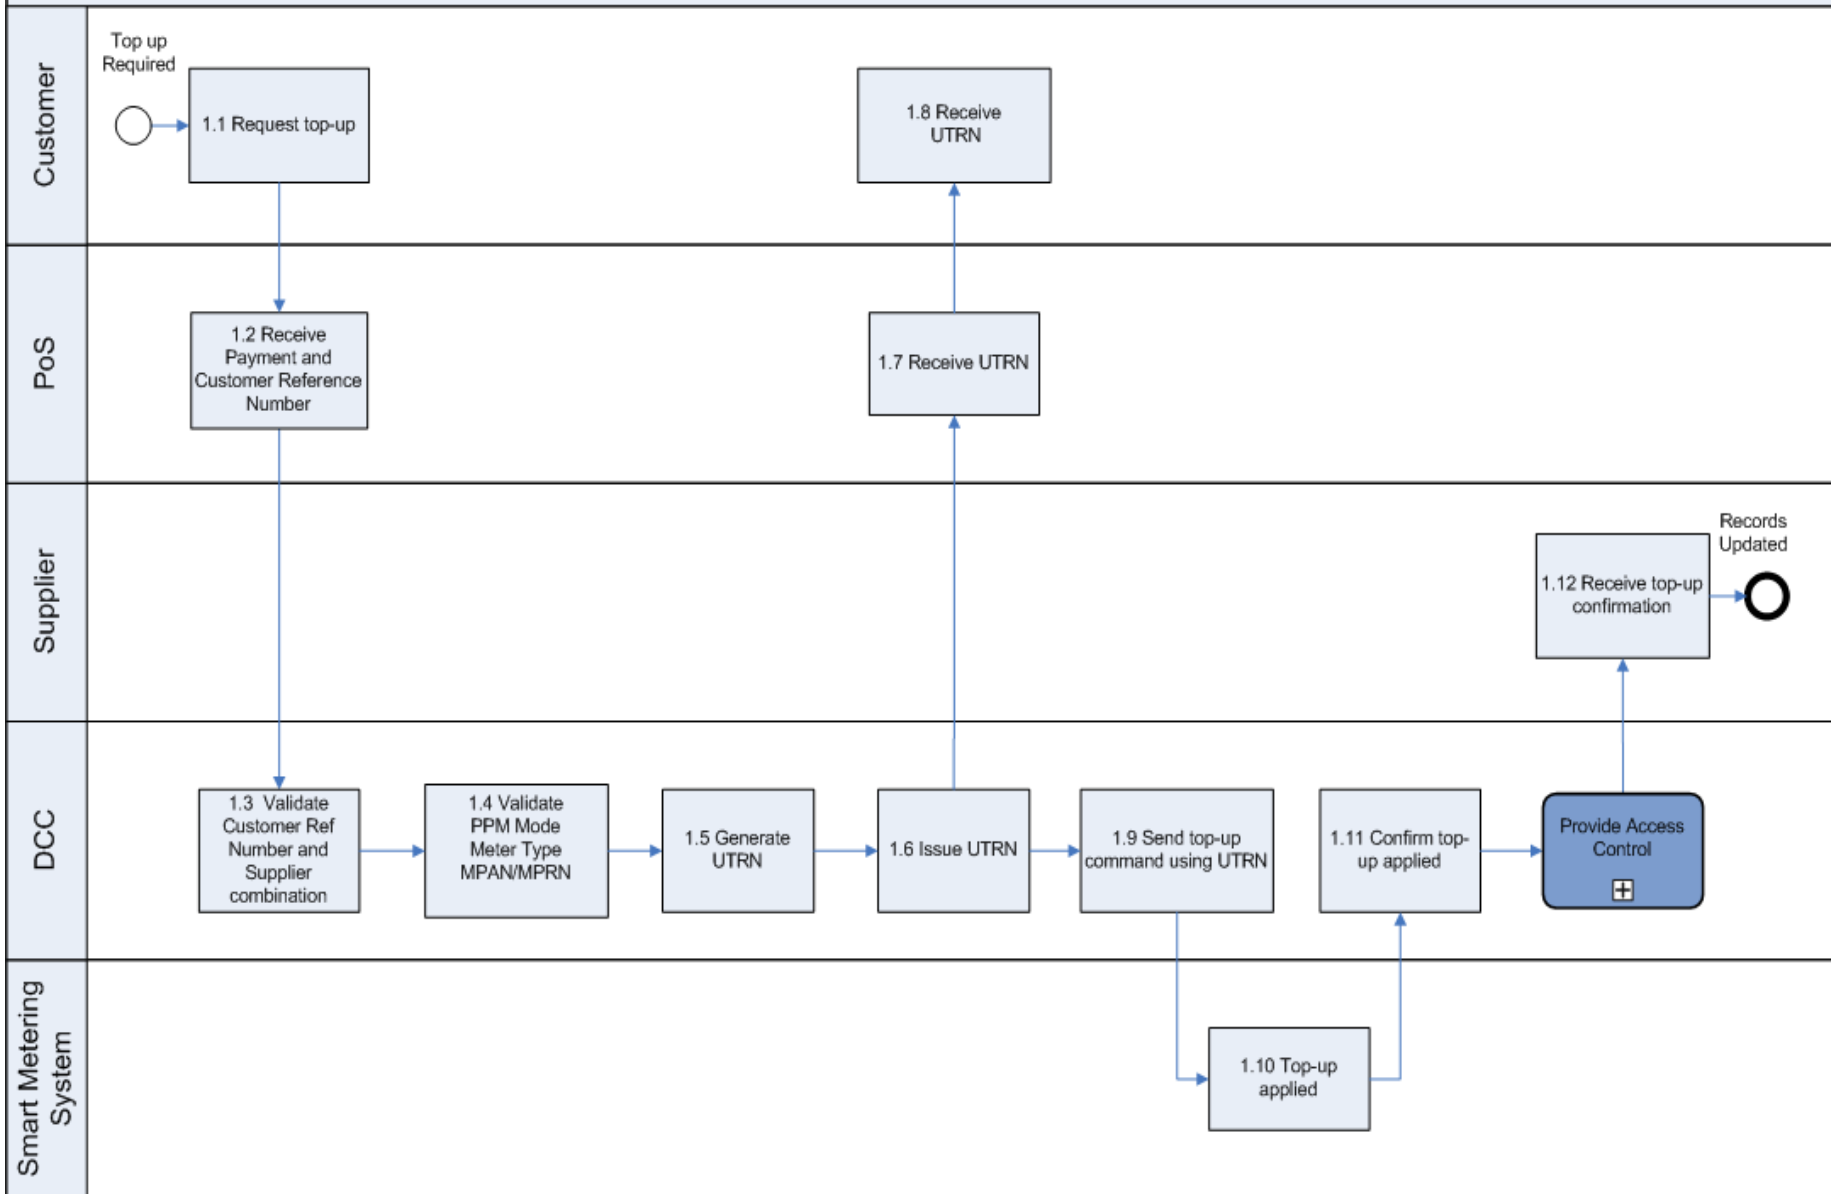 Customer
Top up
Required
1.1 Request top-up
1.8 Receive
UTRN
PoS
1.2 Receive
Payment and
Customer Reference
Number
1.7 Receive UTRN
Supplier
1.12 Receive top-up
confirmation
Records
Updated
DCC
1.3 Validate
Customer Ref
Number and
Supplier
combination
1.4 Validate
PPM Mode
Meter Type
MPAN/MPRN
1.5 Generate
UTRN
1.6 Issue UTRN
1.9 Send top-up
command using UTRN
1.11 Confirm top-
up applied
Provide Access
Control
Smart Metering
System
1.10 Top-up
applied